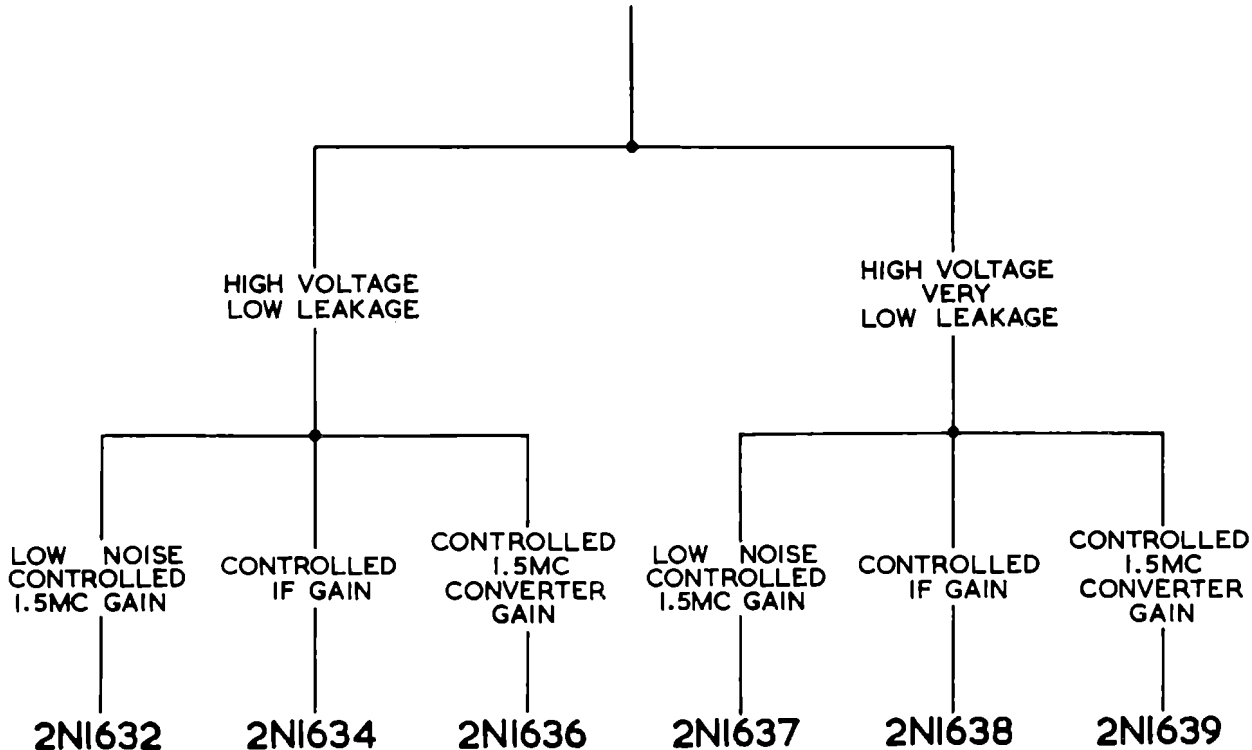 HIGH VOLTAGE
LOW LEAKAGE
HIGH VOLTAGE
VERY
LOW LEAKAGE
LOW NOISE
CONTROLLED
1.5MC GAIN
CONTROLLED
IF GAIN
CONTROLLED
1.5MC
CONVERTER
GAIN
LOW NOISE
CONTROLLED
1.5MC GAIN
CONTROLLED
IF GAIN
CONTROLLED
1.5MC
CONVERTER
GAIN
2N1632
2N1634
2N1636
2N1637
2N1638
2N1639